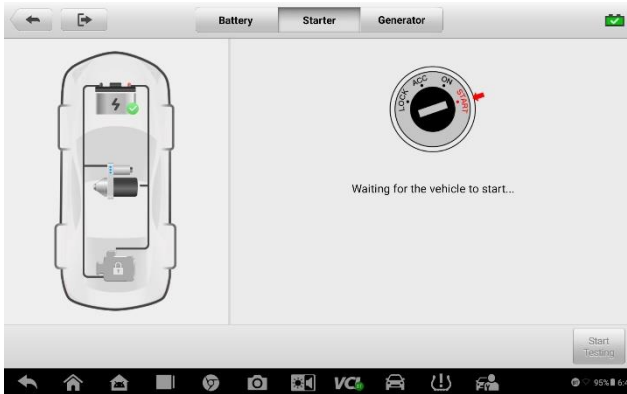 Battery
Starter
Generator
LOCK
ACC
ON
START
Waiting for the vehicle to start...
Start
Testing
VCI
95%